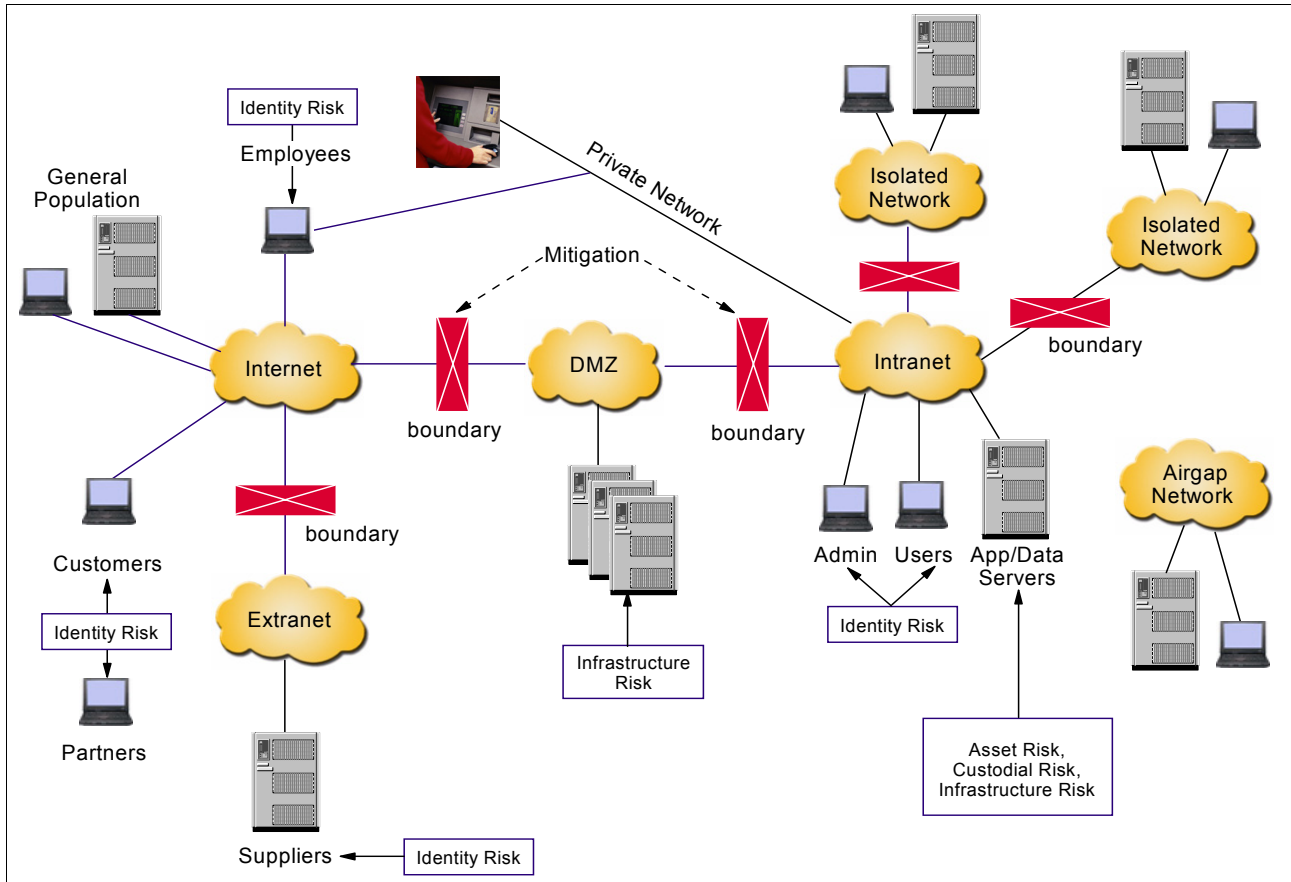 Identity Risk
Employees
General
Population
Private Network
Isolated
Network
Isolated
Network
Mitigation
Internet
boundary
DMZ
boundary
Intranet
boundary
boundary
Airgap
Network
Customers
Identity Risk
Partners
Extranet
Infrastructure
Risk
Admin
Users
App/Data
Servers
Identity Risk
Asset Risk,
Custodial Risk,
Infrastructure Risk
Suppliers
Identity Risk